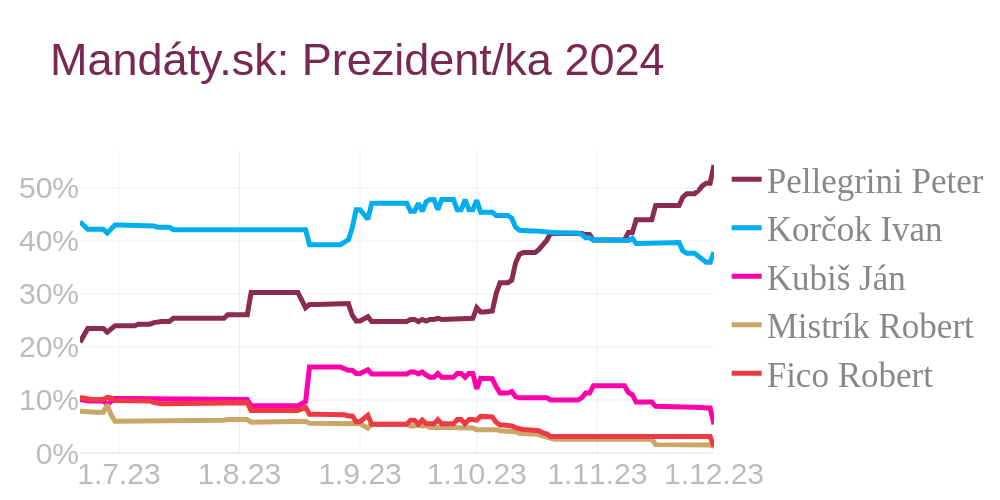 Mandáty.sk: Prezident/ka 2024
50%
40%
30%
20%
10%
0%
1.7.23 1.8.23 1.9.23 1.10.23 1.11.23 1.12.23
Pellegrini Peter
Korčok Ivan
Kubiš Ján
Mistrík Robert
Fico Robert